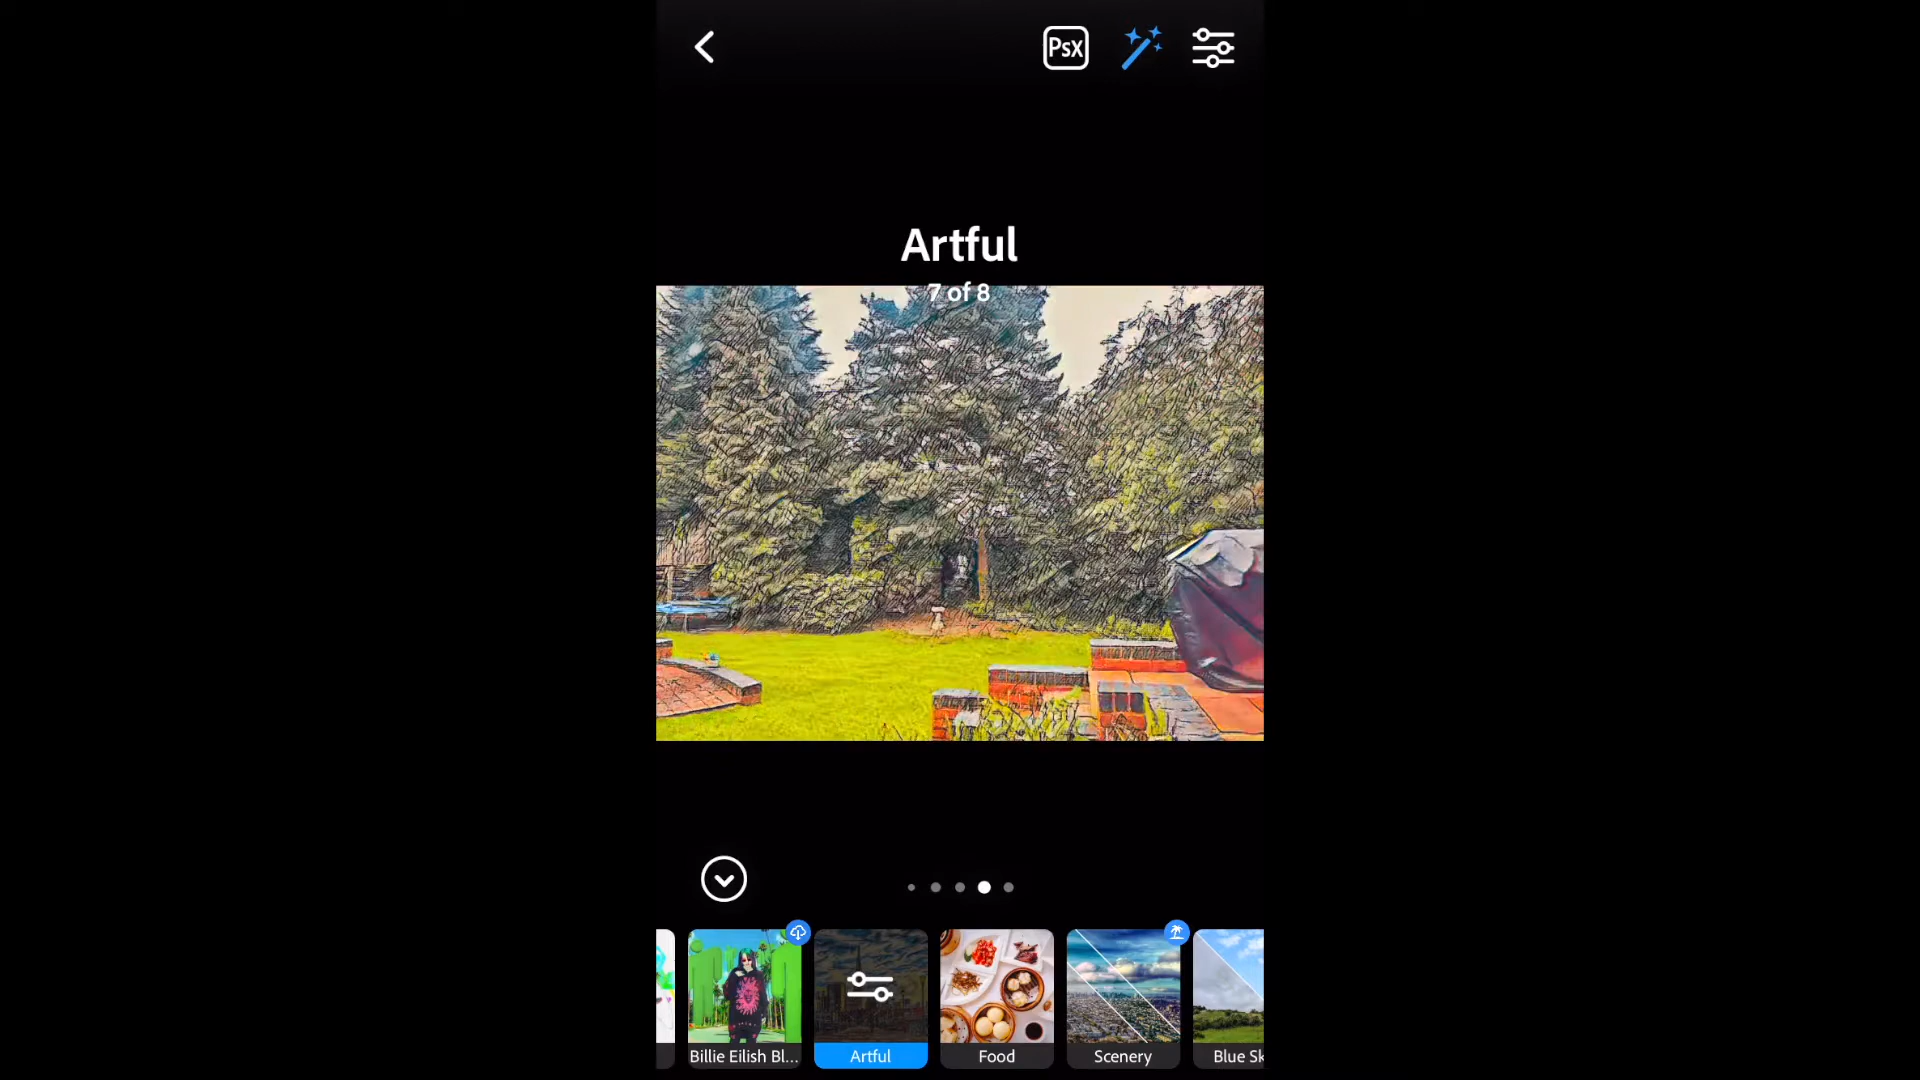 PsX
Artful
7 of 8
Billie Eilish Bl...
Artful
Food
Scenery
Blue Sk